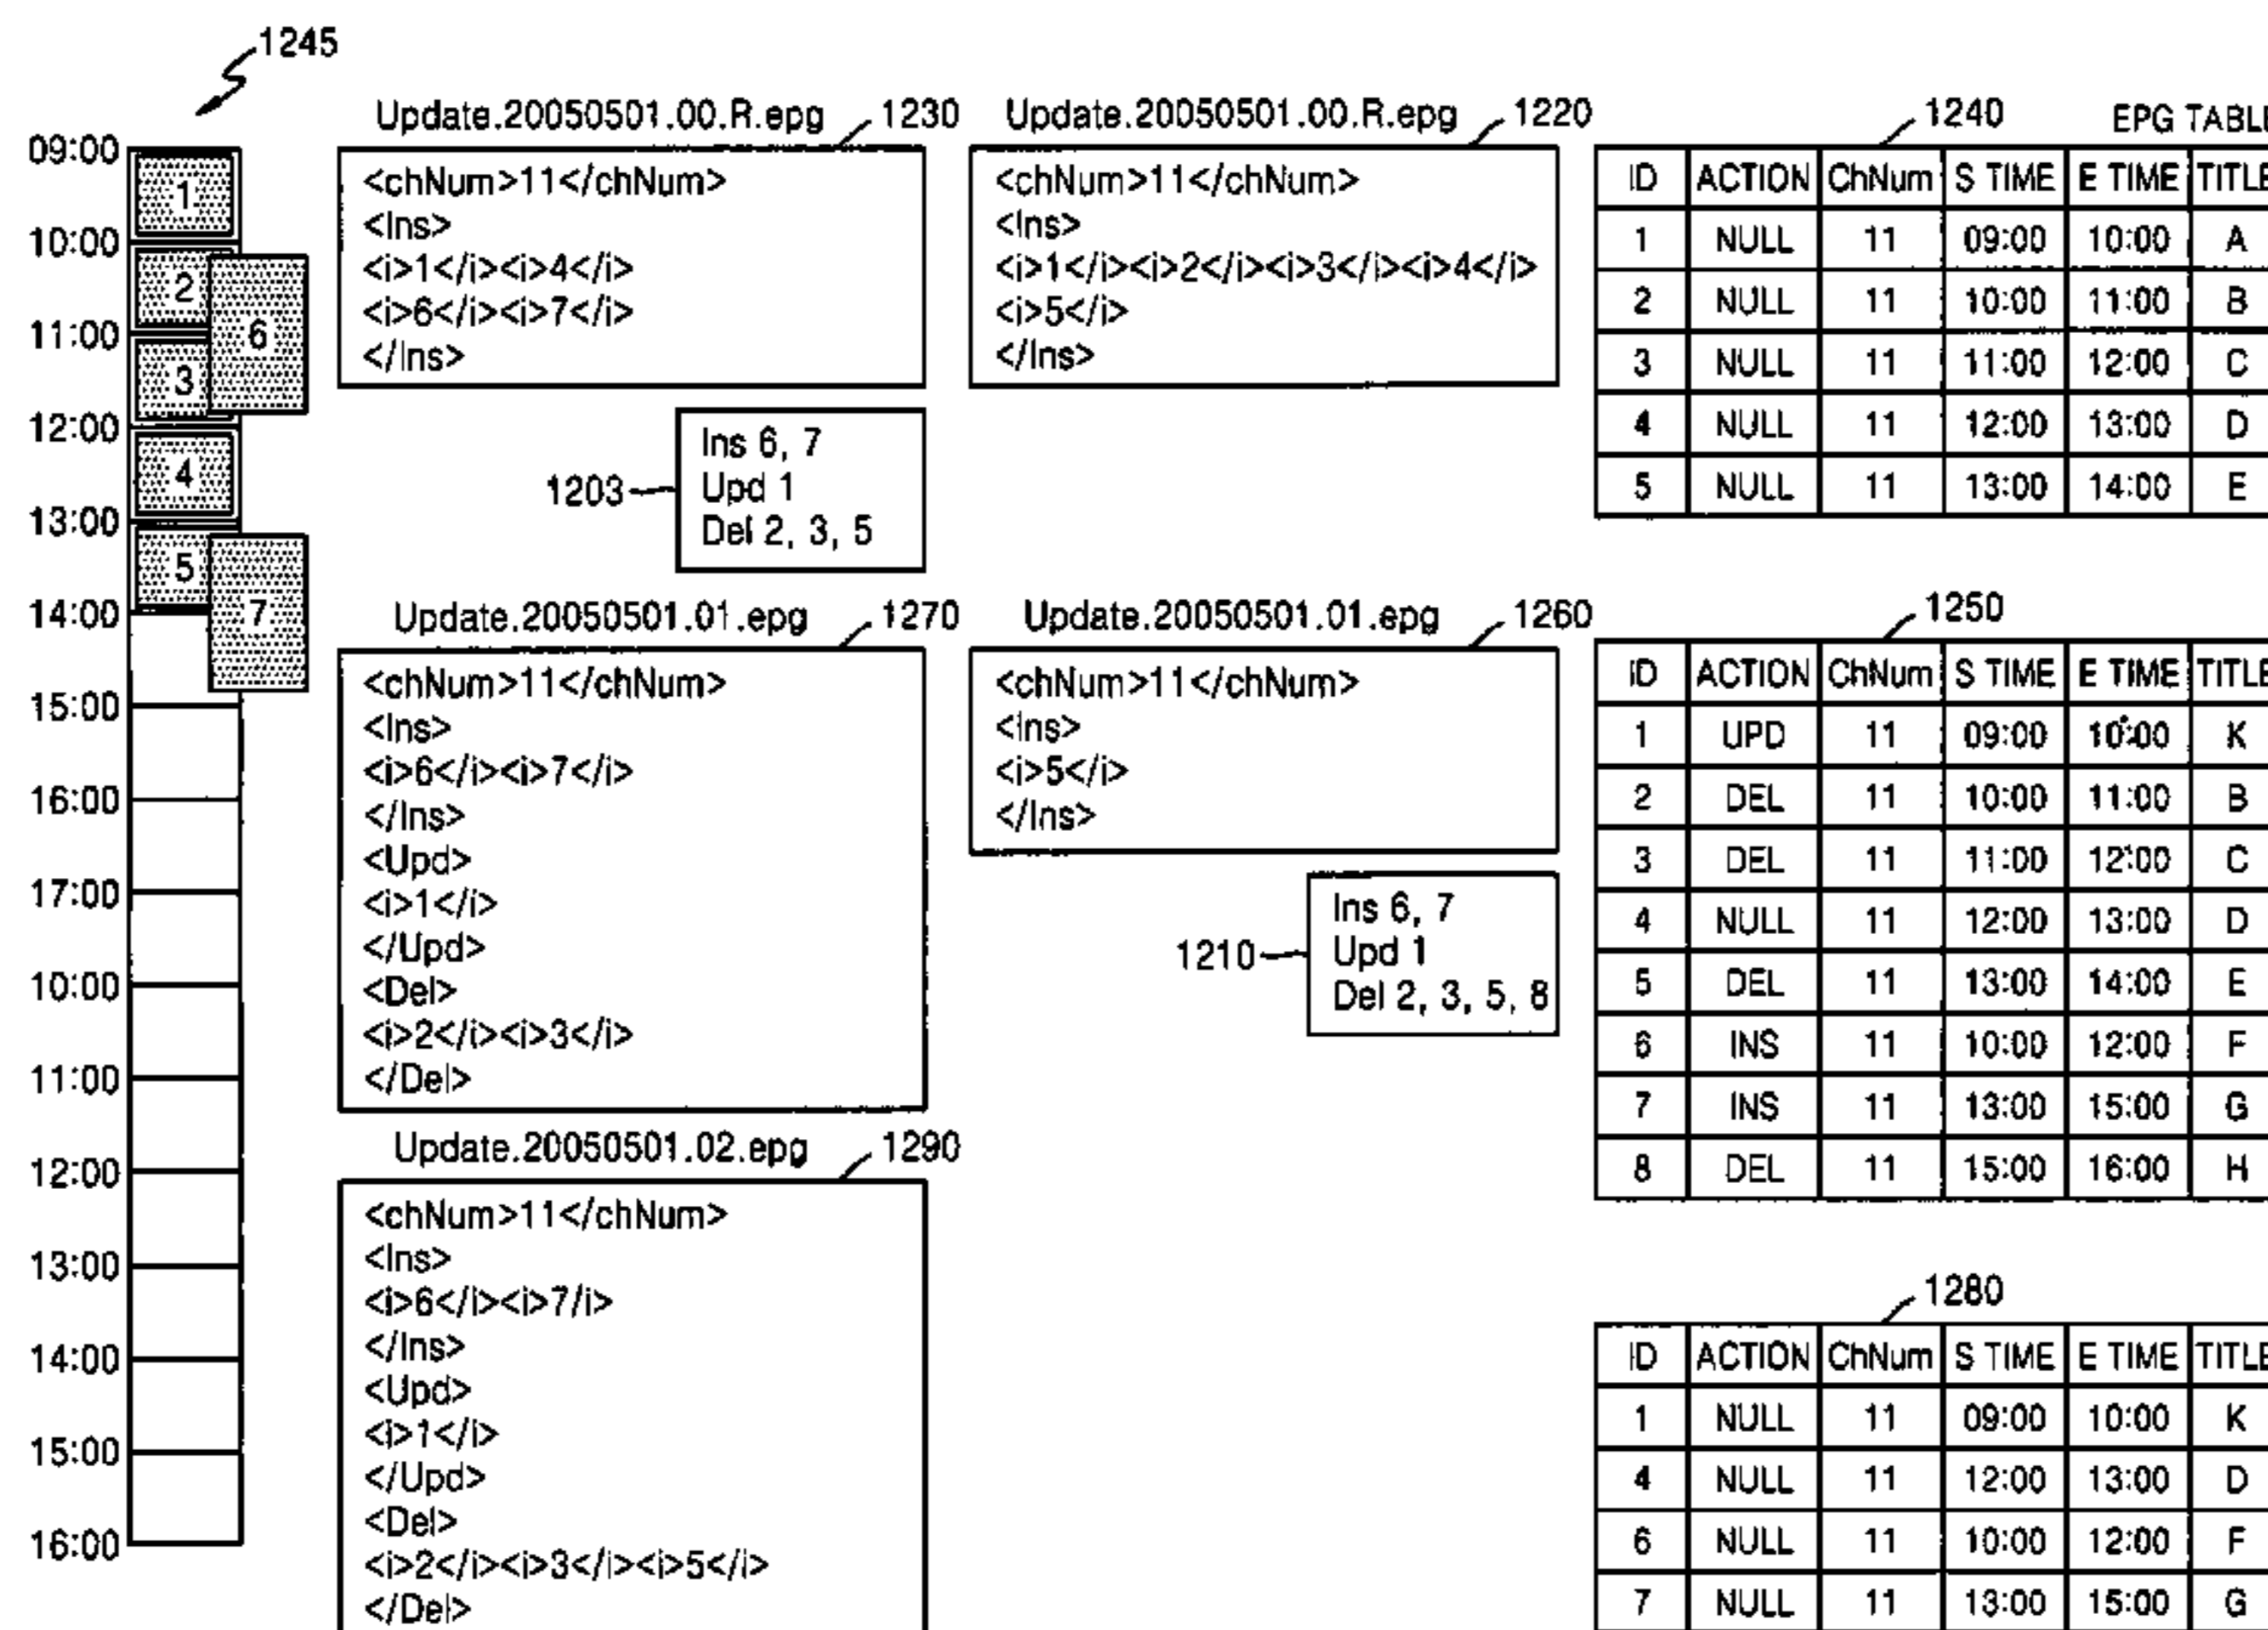 1245
09:00
10:00
11:00
12:00
13:00
14:00
15:00
16:00
17:00
10:00
11:00
12:00
13:00
14:00
15:00
16:00
1
2
3
4
5
6
7
Update.20050501.00.R.epg 1230
<chNum>11</chNum>
<Ins>
<i>1</i><i>4</i>
<i>6</i><i>7</i>
</Ins>
1203
Ins 6, 7
Upd 1
Del 2, 3, 5
Update.20050501.01.epg 1270
<chNum>11</chNum>
<Ins>
<i>6</i><i>7</i>
</Ins>
<Upd>
<i>1</i>
</Upd>
<Del>
<i>2</i><i>3</i>
</Del>
Update.20050501.02.epg 1290
<chNum>11</chNum>
<Ins>
<i>6</i><i>7/i>
</Ins>
<Upd>
<i>1</i>
</Upd>
<Del>
<i>2</i><i>3</i><i>5</i>
</Del>
Update.20050501.00.R.epg 1220
<chNum>11</chNum>
<Ins>
<i>1</i><i>2</i><i>3</i><i>4</i>
<i>5</i>
</Ins>
Update.20050501.01.epg 1260
<chNum>11</chNum>
<Ins>
<i>5</i>
</Ins>
1210
Ins 6, 7
Upd 1
Del 2, 3, 5, 8
1240 EPG TABLE
ID ACTION ChNum S TIME E TIME TITLE
1 NULL 11 09:00 10:00 A
2 NULL 11 10:00 11:00 B
3 NULL 11 11:00 12:00 C
4 NULL 11 12:00 13:00 D
5 NULL 11 13:00 14:00 E
1250
ID ACTION ChNum S TIME E TIME TITLE
1 UPD 11 09:00 10:00 K
2 DEL 11 10:00 11:00 B
3 DEL 11 11:00 12:00 C
4 NULL 11 12:00 13:00 D
5 DEL 11 13:00 14:00 E
6 INS 11 10:00 12:00 F
7 INS 11 13:00 15:00 G
8 DEL 11 15:00 16:00 H
1280
ID ACTION ChNum S TIME E TIME TITLE
1 NULL 11 09:00 10:00 K
4 NULL 11 12:00 13:00 D
6 NULL 11 10:00 12:00 F
7 NULL 11 13:00 15:00 G